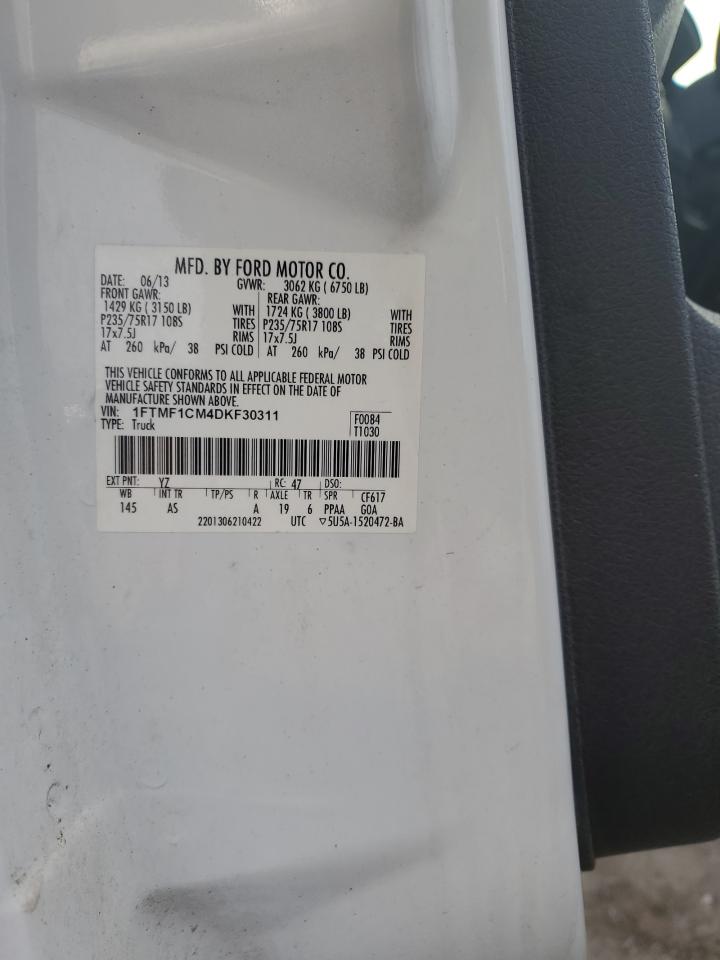 MFD. BY FORD MOTOR CO.
DATE: 06/13 GVWR: 3062 KG ( 6750 LB)
FRONT GAWR: REAR GAWR:
1429 KG ( 3150 LB) WITH 1724 KG ( 3800 LB) WITH
P235/75R17 108S TIRES P235/75R17 108S TIRES
17x7.5J RIMS 17x7.5J RIMS
AT 260 kPa/ 38 PSI COLD AT 260 kPa/ 38 PSI COLD
THIS VEHICLE CONFORMS TO ALL APPLICABLE FEDERAL MOTOR
VEHICLE SAFETY STANDARDS IN EFFECT ON THE DATE OF
MANUFACTURE SHOWN ABOVE.
VIN: 1FTMF1CM4DKF30311 F0084
TYPE: Truck T1030
EXT PNT: YZ RC: 47 DSO:
WB INT TR TP/PS R AXLE TR SPR CF617
145 AS A 19 6 PPAA GOA
2201306210422 UTC ▽5U5A-1520472-BA